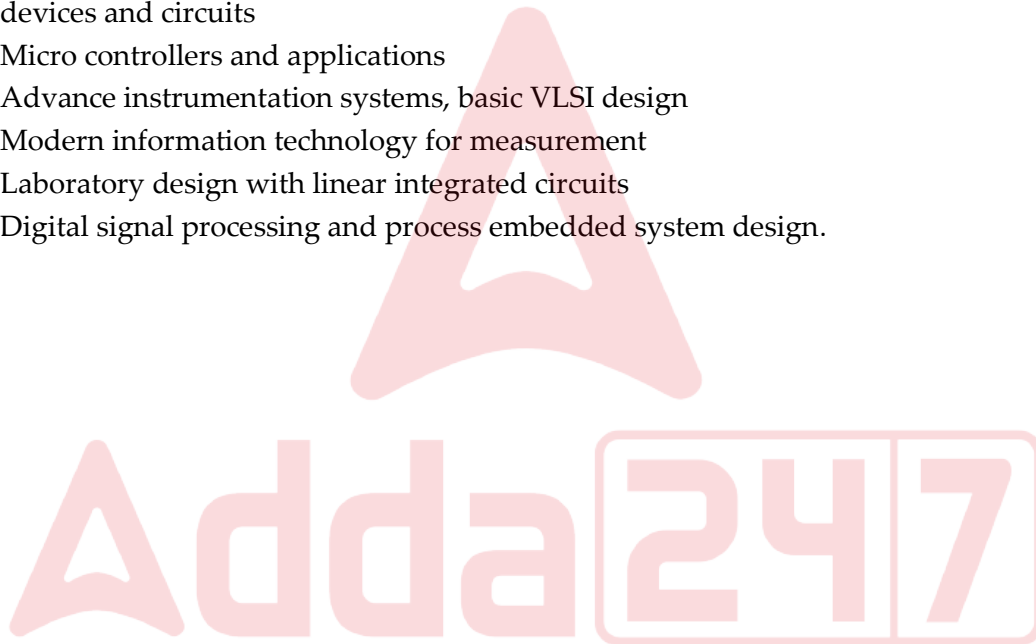 devices and circuits
Micro controllers and applications
Advance instrumentation systems, basic VLSI design
Modern information technology for measurement
Laboratory design with linear integrated circuits
Digital signal processing and process embedded system design.
Adda247